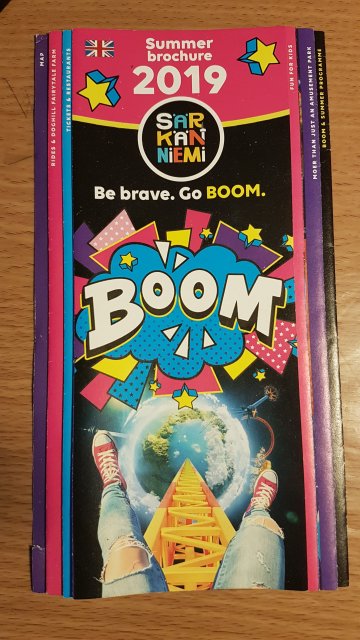 MAP
RIDES & DOGHILL FAIRYTALE FARM
TICKETS & RESTAURANTS
Summer
brochure
2019
SÄR
KÄN
NIEMI
Be brave. Go BOOM.
BOOM
FUN FOR KIDS
MOER THAN JUST AN AMUSEMENT PARK
BOOM & SUMMER PROGRAMME